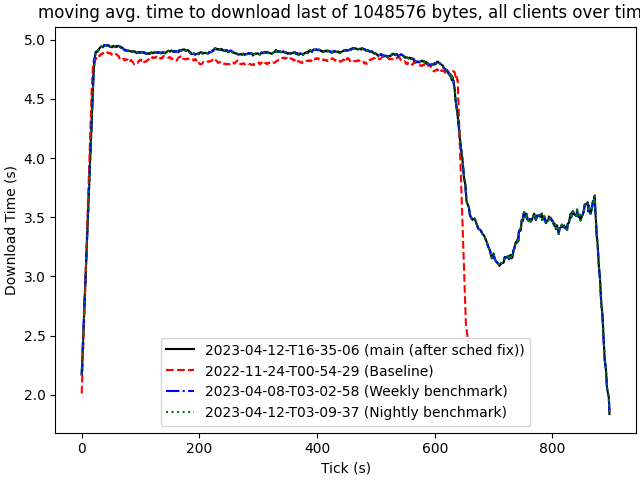 moving avg. time to download last of 1048576 bytes, all clients over tim
5.0
4.5
4.0
3.5
3.0
2.5
2.0
Download Time (s)
2023-04-12-T16-35-06 (main (after sched fix))
2022-11-24-T00-54-29 (Baseline)
2023-04-08-T03-02-58 (Weekly benchmark)
2023-04-12-T03-09-37 (Nightly benchmark)
0
200
400
600
800
Tick (s)